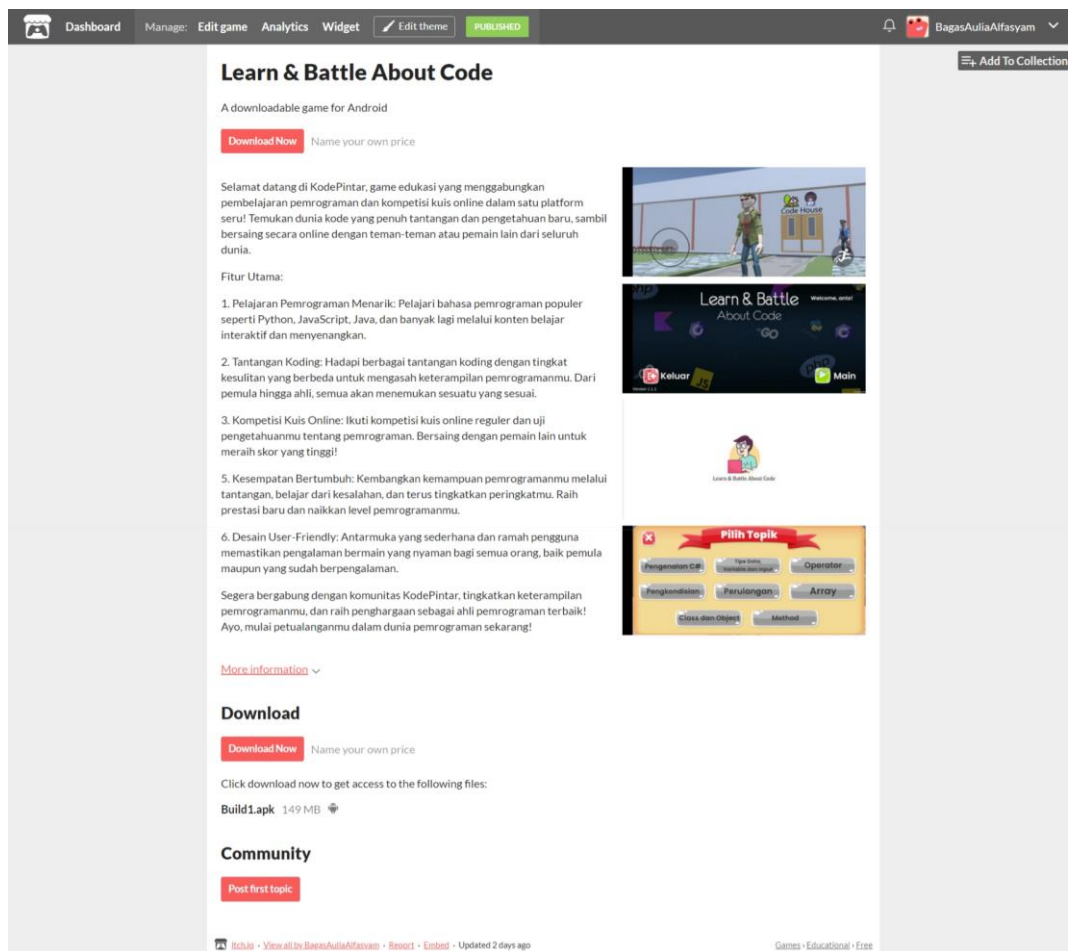 Dashboard Manage: Edit game Analytics Widget Edit theme PUBLISHED BagasAuliaAlfasyam
Add To Collection
Learn & Battle About Code
A downloadable game for Android
Download Now Name your own price
Selamat datang di KodePintar, game edukasi yang menggabungkan
pembelajaran pemrograman dan kompetisi kuis online dalam satu platform
seru! Temukan dunia kode yang penuh tantangan dan pengetahuan baru, sambil
bersaing secara online dengan teman-teman atau pemain lain dari seluruh
dunia.
Fitur Utama:
1. Pelajaran Pemrograman Menarik: Pelajari bahasa pemrograman populer
seperti Python, JavaScript, Java, dan banyak lagi melalui konten belajar
interaktif dan menyenangkan.
2. Tantangan Koding: Hadapi berbagai tantangan koding dengan tingkat
kesulitan yang berbeda untuk mengasah keterampilan pemrogramanmu. Dari
pemula hingga ahli, semua akan menemukan sesuatu yang sesuai.
3. Kompetisi Kuis Online: Ikuti kompetisi kuis online reguler dan uji
pengetahuanmu tentang pemrograman. Bersaing dengan pemain lain untuk
meraih skor yang tinggi!
5. Kesempatan Bertumbuh: Kembangkan kemampuan pemrogramanmu melalui
tantangan, belajar dari kesalahan, dan terus tingkatkan peringkatmu. Raih
prestasi baru dan naikkan level pemrogramanmu.
6. Desain User-Friendly: Antarmuka yang sederhana dan ramah pengguna
memastikan pengalaman bermain yang nyaman bagi semua orang, baik pemula
maupun yang sudah berpengalaman.
Segera bergabung dengan komunitas KodePintar, tingkatkan keterampilan
pemrogramanmu, dan raih penghargaan sebagai ahli pemrograman terbaik!
Ayo, mulai petualanganmu dalam dunia pemrograman sekarang!
Code House
Learn & Battle
About Code
Welcome, anto!
php
GO
php
JS
Keluar
Main
Learn & Battle About Code
Pilih Topik
Pengenalan C# Tipe Data, Variable dan Input Operator
Pengkondisian Perulangan Array
Class dan Object Method
More information
Download
Download Now Name your own price
Click download now to get access to the following files:
Build1.apk 149 MB
Community
Post first topic
itch.io · View all by BagasAuliaAlfasyam · Report · Embed · Updated 2 days ago
Games › Educational › Free